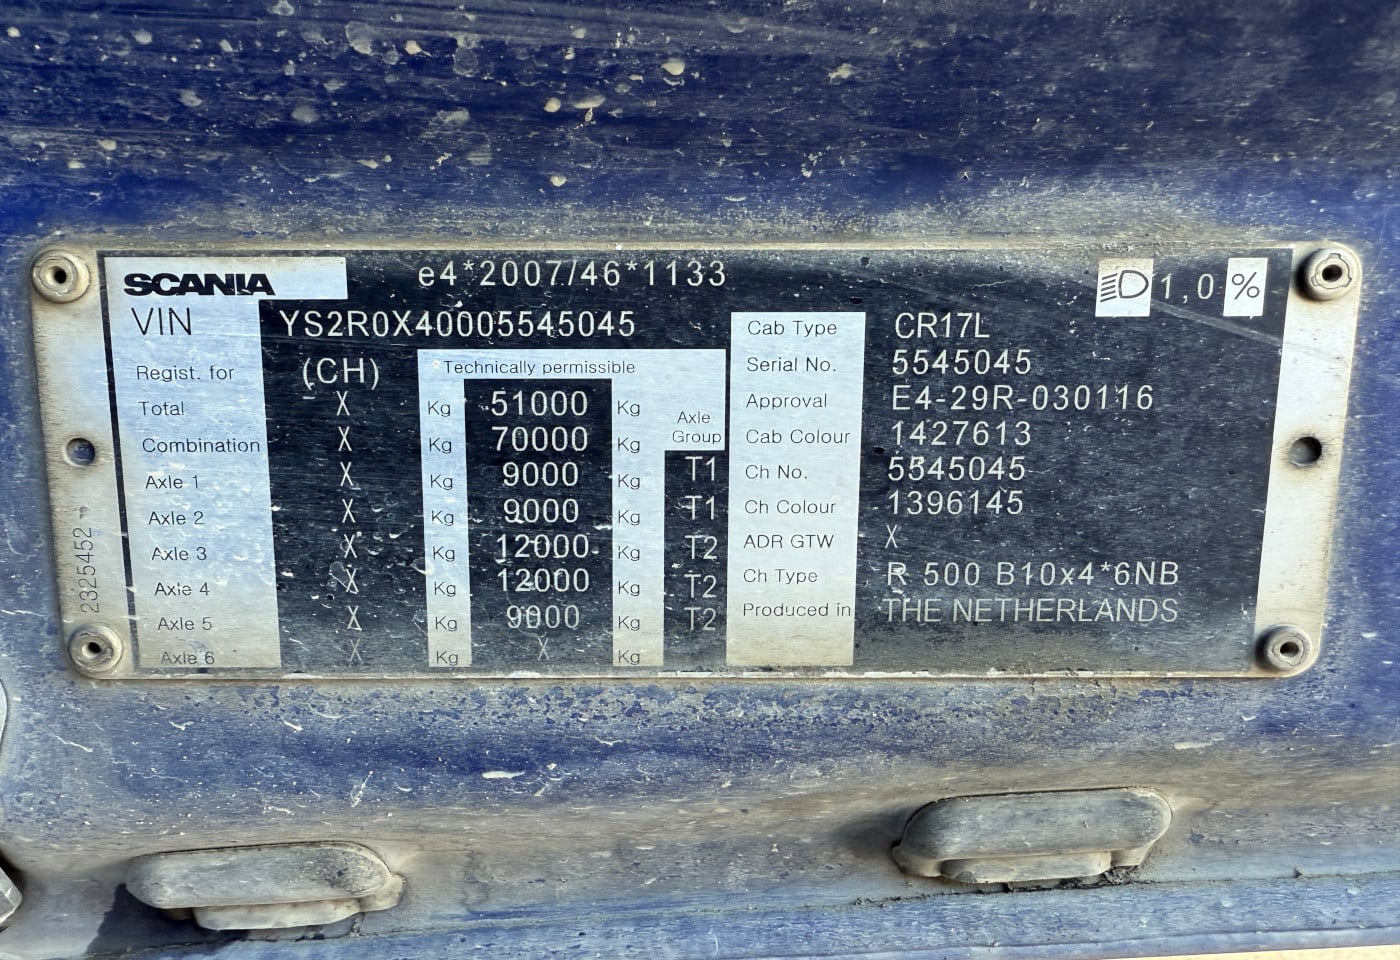 SCANIA e4*2007/46*1133 1,0 %
VIN YS2R0X40005545045
Regist. for (CH) Technically permissible
Total X Kg 51000 Kg
Combination X Kg 70000 Kg Axle Group
Axle 1 X Kg 9000 Kg T1
Axle 2 X Kg 9000 Kg T1
Axle 3 X Kg 12000 Kg T2
Axle 4 X Kg 12000 Kg T2
Axle 5 X Kg 9000 Kg T2
Axle 6 X Kg X Kg
Cab Type CR17L
Serial No. 5545045
Approval E4-29R-030116
Cab Colour 1427613
Ch No. 5545045
Ch Colour 1396145
ADR GTW X
Ch Type R 500 B10x4*6NB
Produced in THE NETHERLANDS
2325452